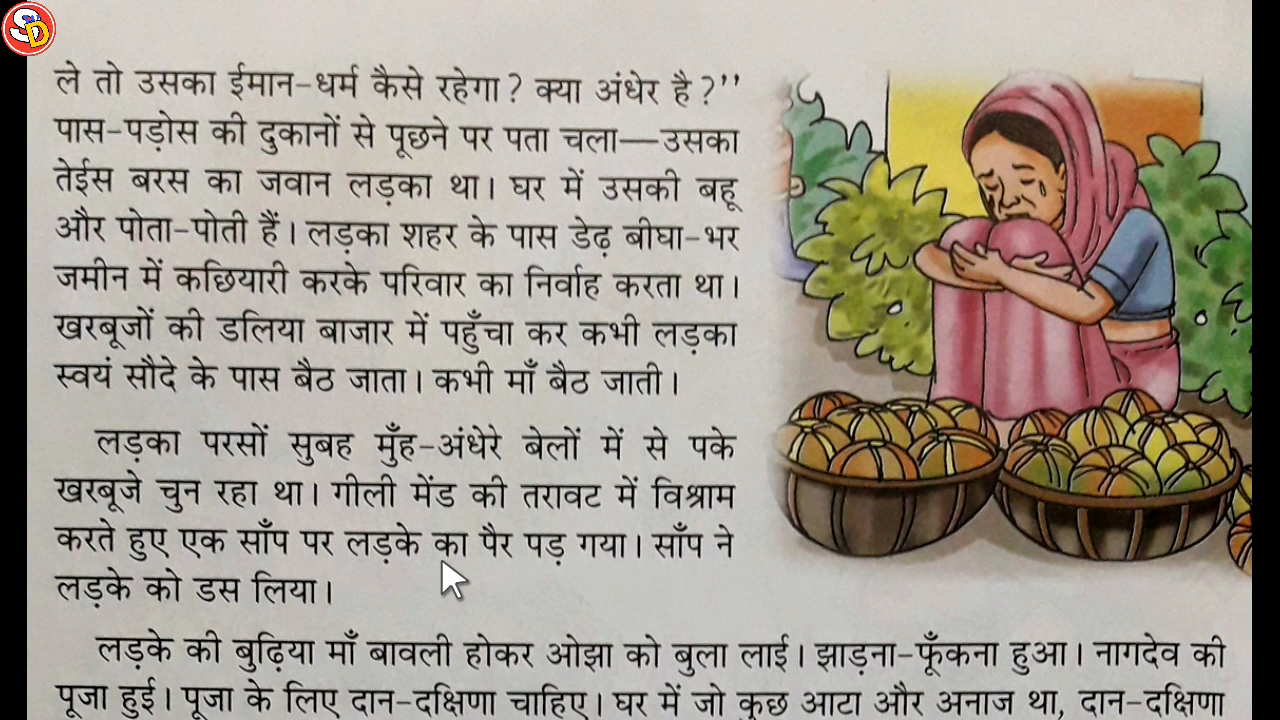 SD
ले तो उसका ईमान-धर्म कैसे रहेगा? क्या अंधेर है?’’
पास-पड़ोस की दुकानों से पूछने पर पता चला—उसका
तेईस बरस का जवान लड़का था। घर में उसकी बहू
और पोता-पोती हैं। लड़का शहर के पास डेढ़ बीघा-भर
जमीन में कछियारी करके परिवार का निर्वाह करता था।
खरबूजों की डलिया बाजार में पहुँचा कर कभी लड़का
स्वयं सौदे के पास बैठ जाता। कभी माँ बैठ जाती।
लड़का परसों सुबह मुँह-अंधेरे बेलों में से पके
खरबूजे चुन रहा था। गीली मेंड की तरावट में विश्राम
करते हुए एक साँप पर लड़के का पैर पड़ गया। साँप ने
लड़के को डस लिया।
लड़के की बुढ़िया माँ बावली होकर ओझा को बुला लाई। झाड़ना-फूँकना हुआ। नागदेव की
पूजा हुई। पूजा के लिए दान-दक्षिणा चाहिए। घर में जो कुछ आटा और अनाज था, दान-दक्षिणा